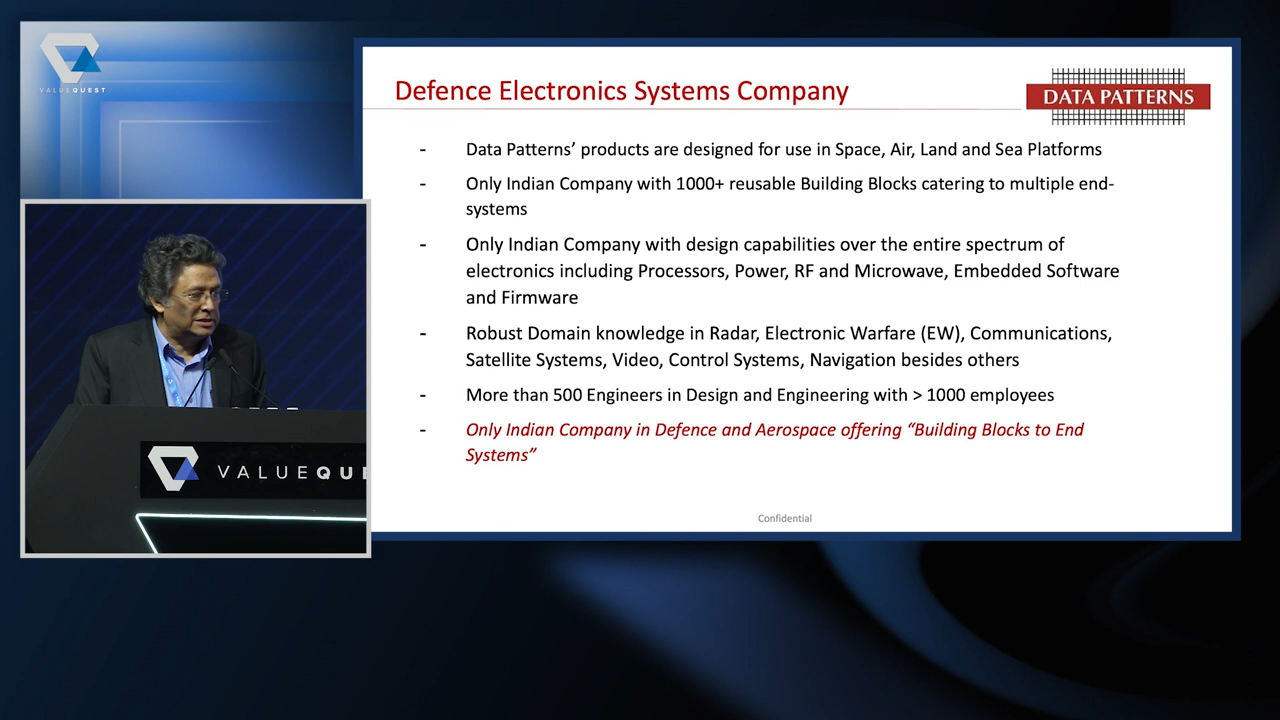 VALUEQUEST
Defence Electronics Systems Company
DATA PATTERNS
- Data Patterns’ products are designed for use in Space, Air, Land and Sea Platforms
- Only Indian Company with 1000+ reusable Building Blocks catering to multiple end-
systems
- Only Indian Company with design capabilities over the entire spectrum of
electronics including Processors, Power, RF and Microwave, Embedded Software
and Firmware
- Robust Domain knowledge in Radar, Electronic Warfare (EW), Communications,
Satellite Systems, Video, Control Systems, Navigation besides others
- More than 500 Engineers in Design and Engineering with > 1000 employees
- Only Indian Company in Defence and Aerospace offering “Building Blocks to End
Systems”
Confidential
VALUEQUE